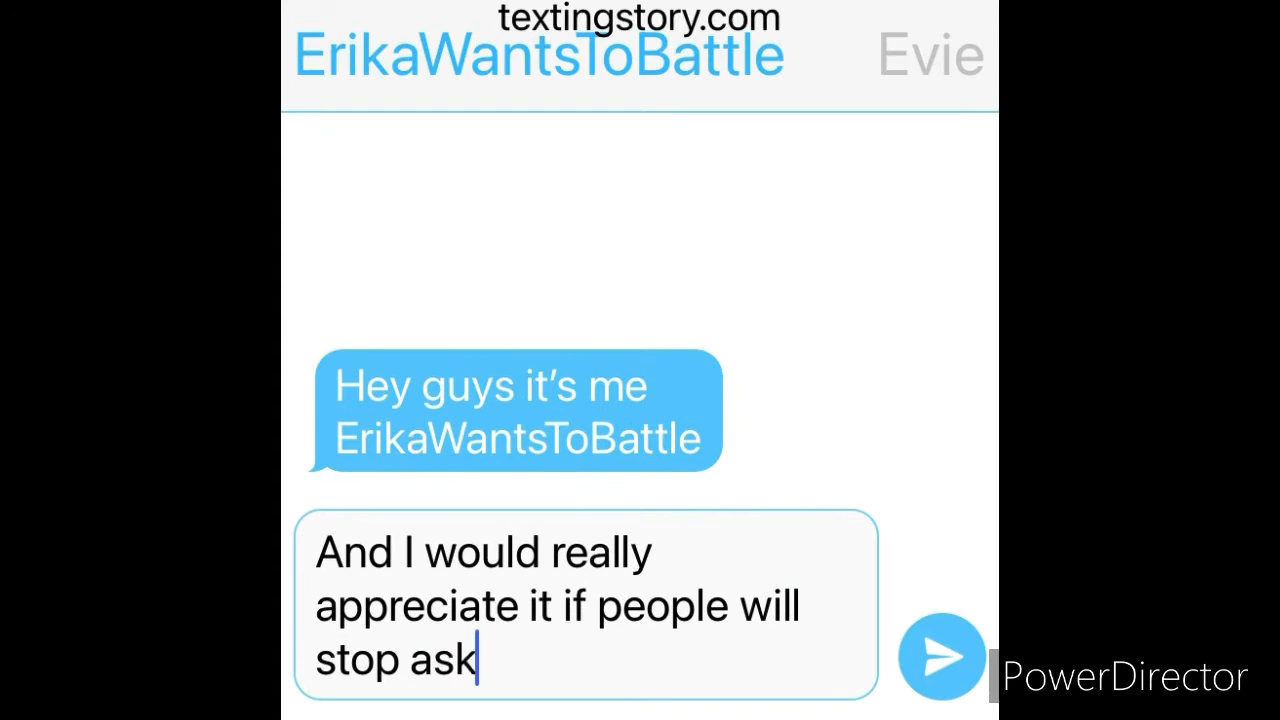 textingstory.com
ErikaWantsToBattle Evie
Hey guys it’s me
ErikaWantsToBattle
And I would really
appreciate it if people will
stop ask
PowerDirector